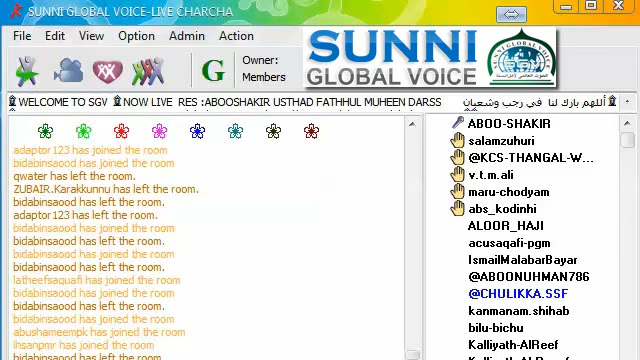 SUNNI GLOBAL VOICE-LIVE CHARCHA
File Edit View Option Admin Action
G
Owner:
Members
SUNNI
GLOBAL VOICE
WELCOME TO SGV NOW LIVE RES :ABOOSHAKIR USTHAD FATHHUL MUHEEN DARSS أللهم بارك لنا في رجب وشعبان
adaptor123 has joined the room
bidabinsaood has joined the room
qwater has left the room.
ZUBAIR.Karakkunnu has left the room.
bidabinsaood has left the room.
adaptor123 has left the room.
bidabinsaood has joined the room
bidabinsaood has left the room.
bidabinsaood has joined the room
bidabinsaood has left the room.
latheefsaquafi has joined the room
bidabinsaood has joined the room
bidabinsaood has left the room.
bidabinsaood has joined the room
abushameempk has joined the room
ihsanpmr has joined the room
bidabinsaood has left the room.
ABOO-SHAKIR
salamzuhuri
@KCS-THANGAL-W...
v.t.m.ali
maru-chodyam
abs_kodinhi
ALOOR_HAJI
acusaqafi-pgm
IsmailMalabarBayar
@ABOONUHMAN786
@CHULIKKA.SSF
kanmanam.shihab
bilu-bichu
Kalliyath-AlReef